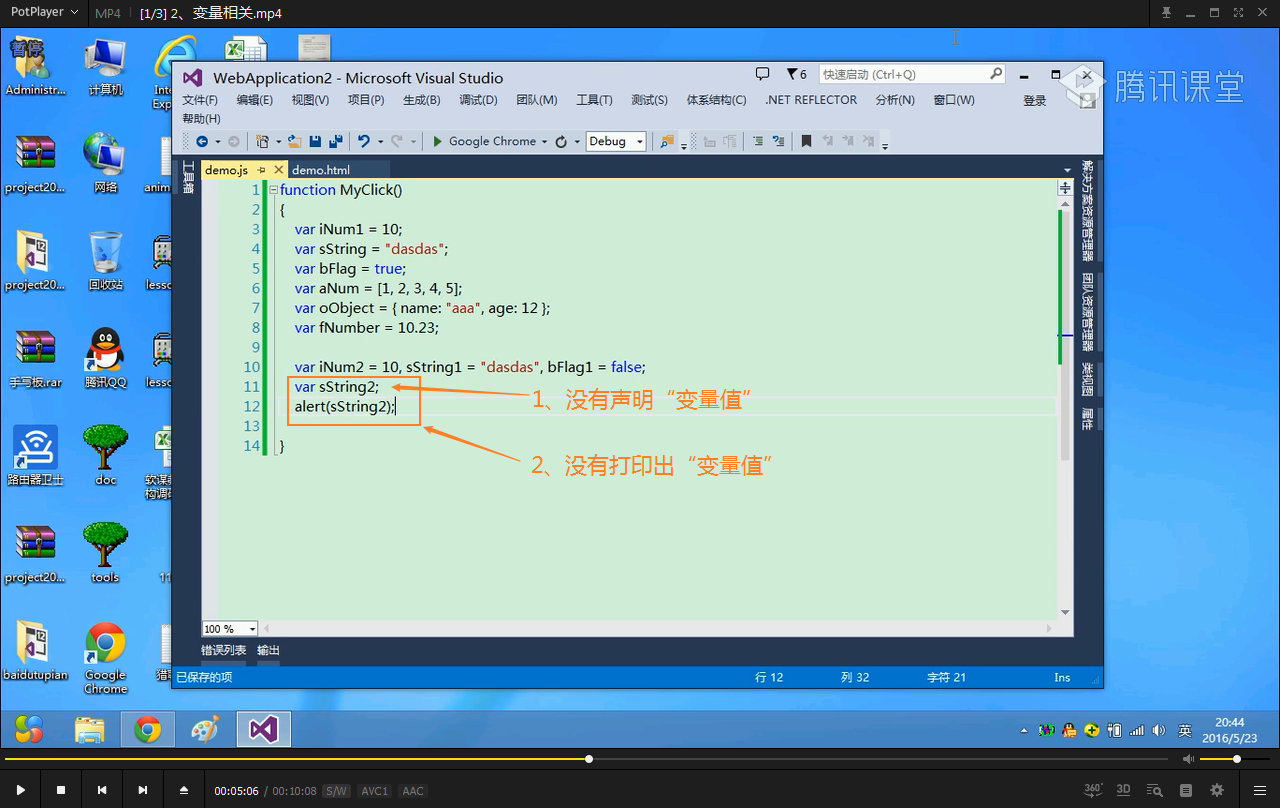 PotPlayer MP4 [1/3] 2、变量相关.mp4
暂停
Administr... 计算机
project20... 网络
project20... 回收站
手写板.rar 腾讯QQ
路由器卫士 doc
project20... tools
baidutupian Google Chrome
WebApplication2 - Microsoft Visual Studio 6 快速启动 (Ctrl+Q)
腾讯课堂
文件(F) 编辑(E) 视图(V) 项目(P) 生成(B) 调试(D) 团队(M) 工具(T) 测试(S) 体系结构(C) .NET REFLECTOR 分析(N) 窗口(W) 登录
帮助(H)
Google Chrome Debug
工具箱
demo.js demo.html
1 function MyClick()
2 {
3 var iNum1 = 10;
4 var sString = "dasdas";
5 var bFlag = true;
6 var aNum = [1, 2, 3, 4, 5];
7 var oObject = { name: "aaa", age: 12 };
8 var fNumber = 10.23;
9
10 var iNum2 = 10, sString1 = "dasdas", bFlag1 = false;
11 var sString2;
12 alert(sString2);
13
14 }
1、没有声明“变量值”
2、没有打印出“变量值”
解决方案资源管理器
团队资源管理器
类视图
属性
100 %
错误列表 输出
已保存的项 行 12 列 32 字符 21 Ins
英 20:44
2016/5/23
00:05:06 / 00:10:08 S/W AVC1 AAC 360° 3D